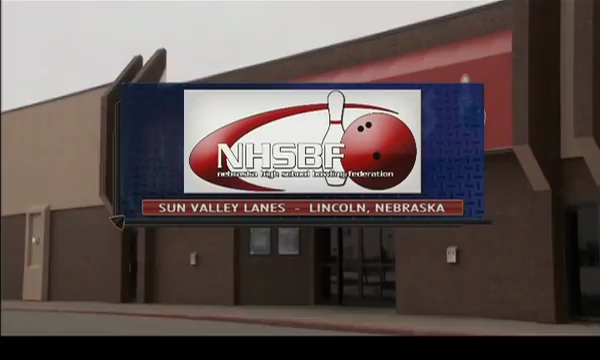 NHSBF
nebraska high school bowling federation
SUN VALLEY LANES - LINCOLN, NEBRASKA